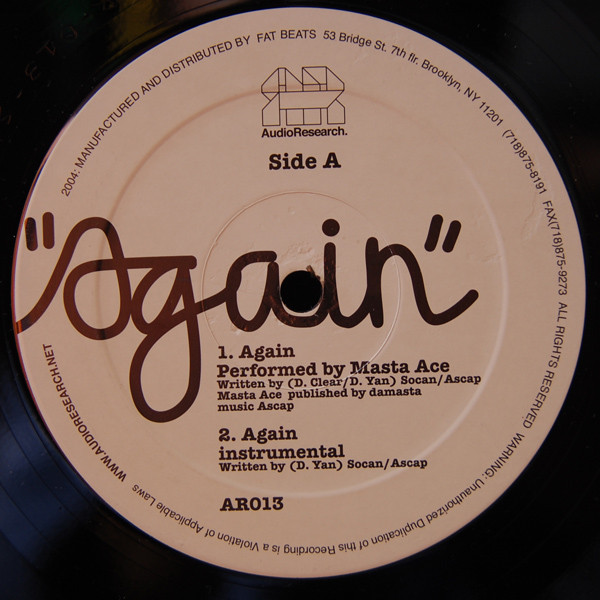 2004: MANUFACTURED AND DISTRIBUTED BY FAT BEATS 53 Bridge St. 7th flr. Brooklyn, NY 11201 (718)875-8191 FAX(718)875-9273 ALL RIGHTS RESERVED WARNING: Unauthorized Duplication of this Recording is a Violation of Applicable Laws
WWW.AUDIORESEARCH.NET
AudioResearch.
Side A
"Again"
1. Again
Performed by Masta Ace
Written by (D. Clear/D. Yan) Socan/Ascap
Masta Ace published by damasta
music Ascap
2. Again
instrumental
Written by (D. Yan) Socan/Ascap
AR013